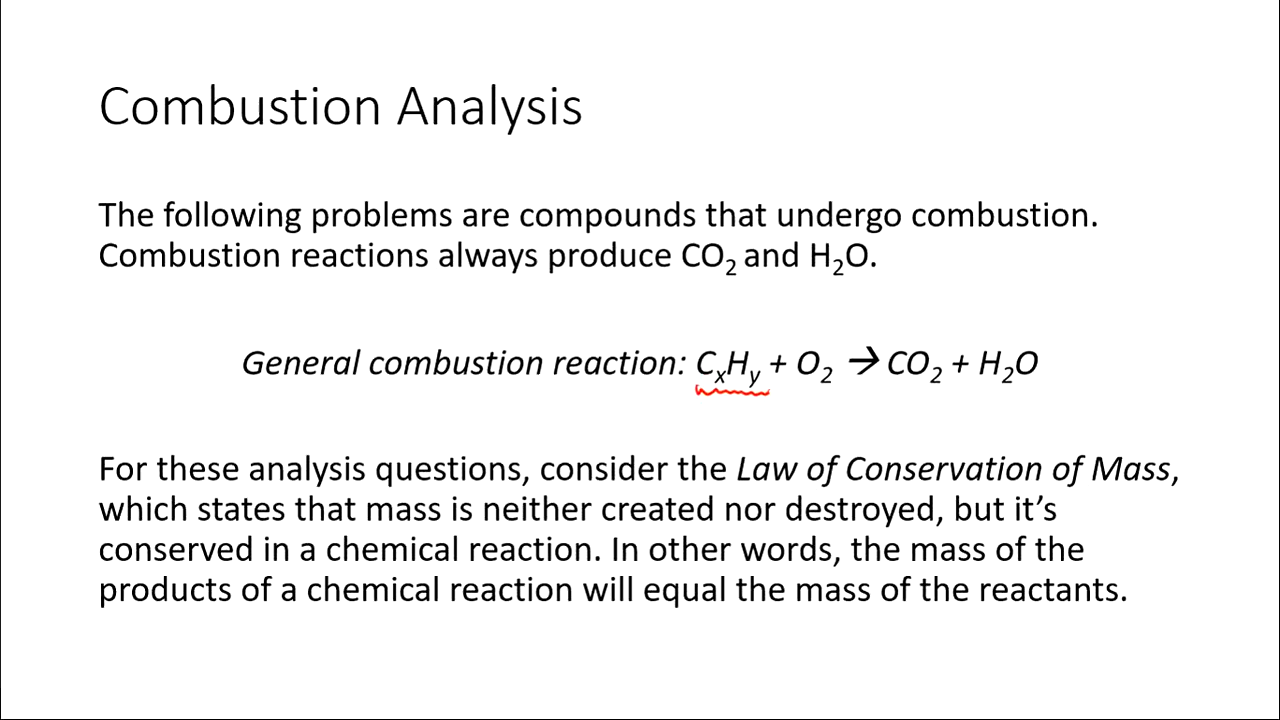 Combustion Analysis
The following problems are compounds that undergo combustion.
Combustion reactions always produce CO₂ and H₂O.
General combustion reaction: CₓHᵧ + O₂ → CO₂ + H₂O
For these analysis questions, consider the Law of Conservation of Mass,
which states that mass is neither created nor destroyed, but it’s
conserved in a chemical reaction. In other words, the mass of the
products of a chemical reaction will equal the mass of the reactants.